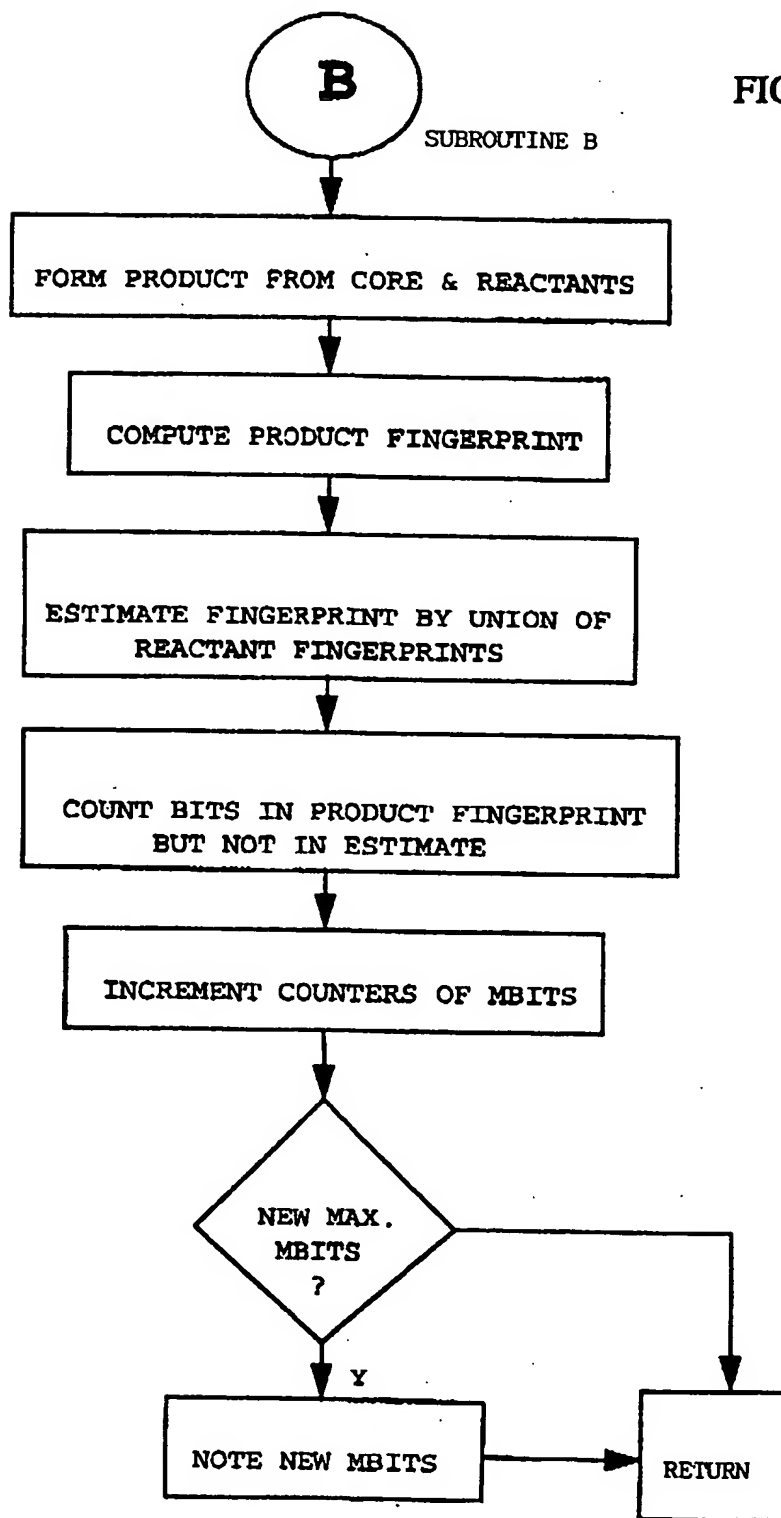 B
FIG
SUBROUTINE B
FORM PRODUCT FROM CORE & REACTANTS
COMPUTE PRODUCT FINGERPRINT
ESTIMATE FINGERPRINT BY UNION OF
REACTANT FINGERPRINTS
COUNT BITS IN PRODUCT FINGERPRINT
BUT NOT IN ESTIMATE
INCREMENT COUNTERS OF MBITS
NEW MAX.
MBITS
?
Y
NOTE NEW MBITS
RETURN